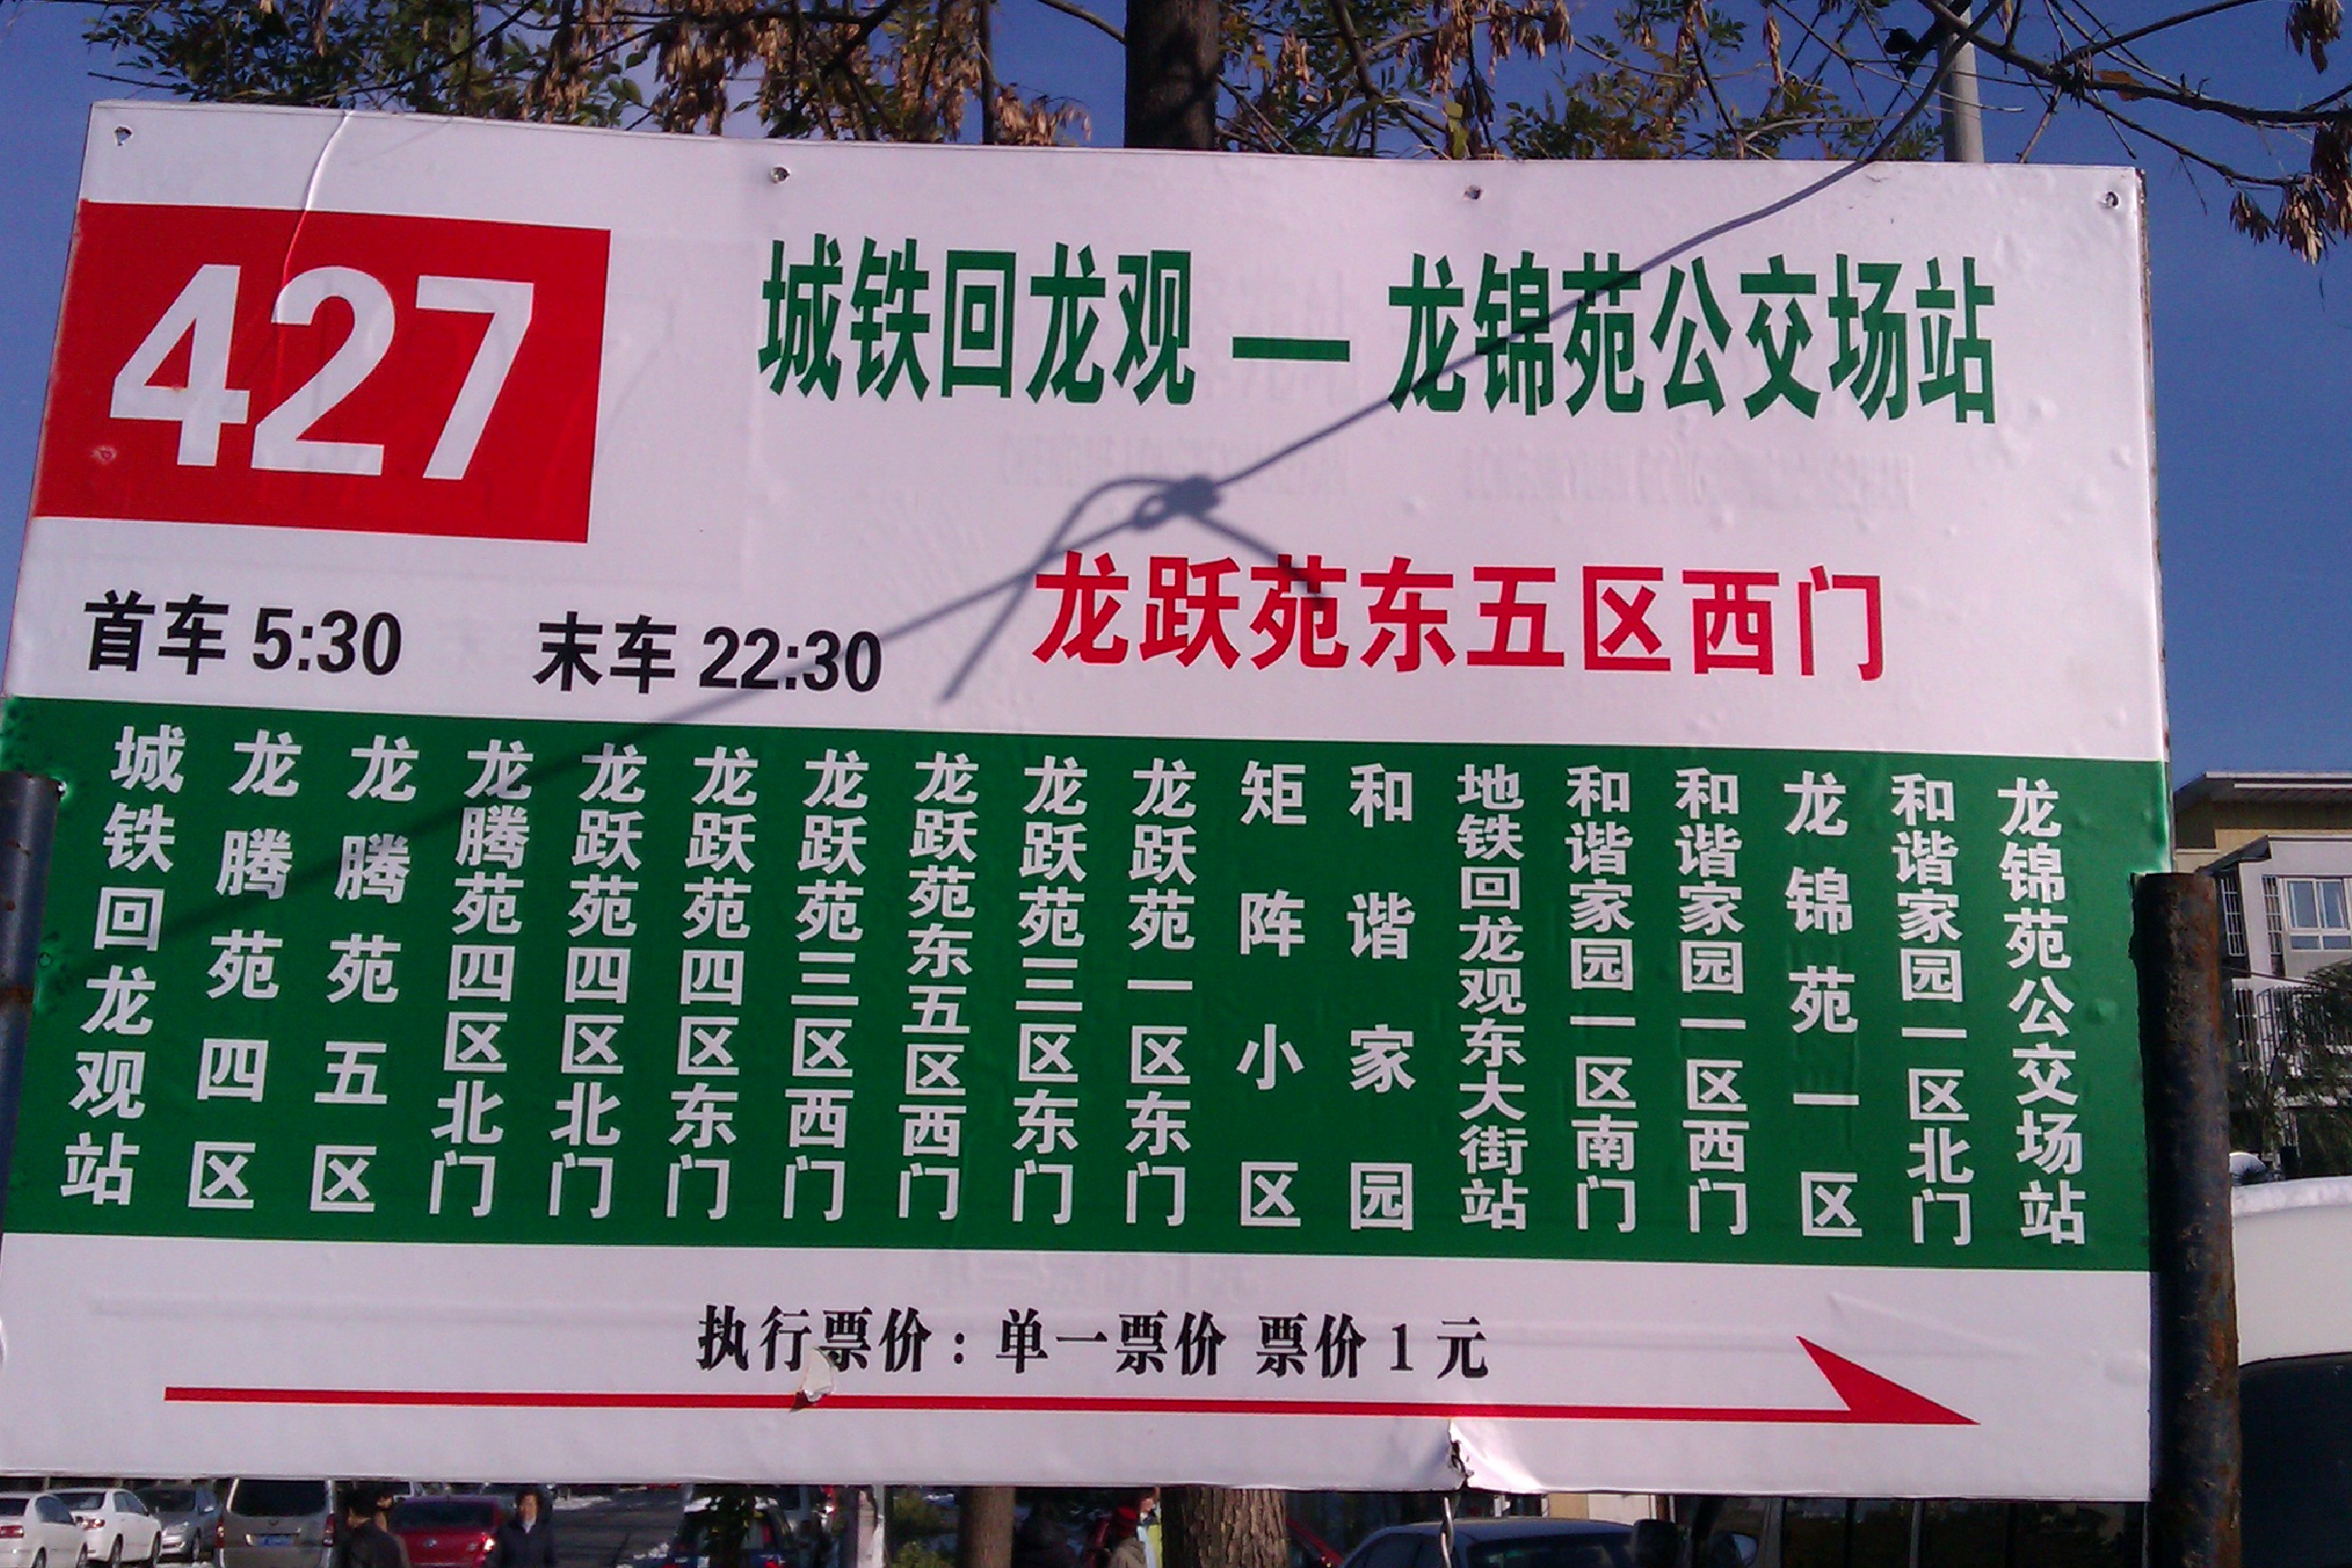 427
城铁回龙观 — 龙锦苑公交场站
龙跃苑东五区西门
首车 5:30 末车 22:30
城铁回龙观站
龙腾苑四区
龙腾苑五区
龙腾苑四区北门
龙跃苑四区北门
龙跃苑四区东门
龙跃苑三区西门
龙跃苑东五区西门
龙跃苑三区东门
龙跃苑一区东门
矩阵小区
和谐家园
地铁回龙观东大街站
和谐家园一区南门
和谐家园一区西门
龙锦苑一区
和谐家园一区北门
龙锦苑公交场站
执行票价：单一票价 票价 1 元